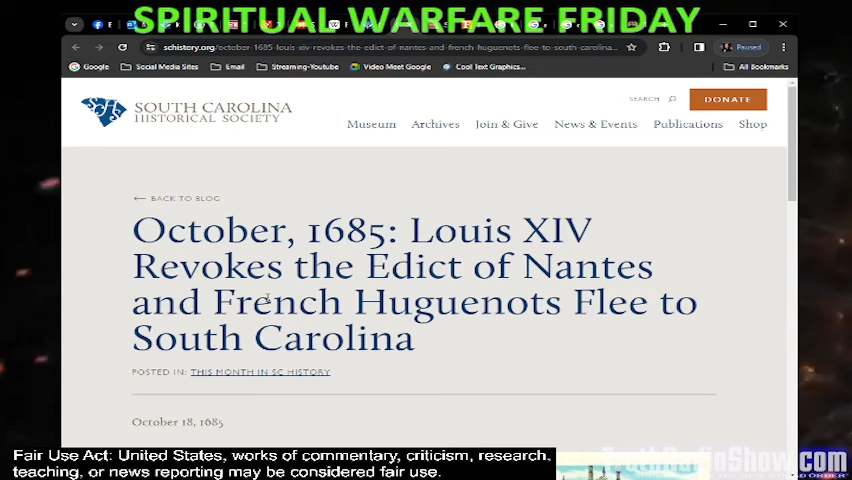 SPIRITUAL WARFARE FRIDAY
schistory.org/october-1685-louis-xiv-revokes-the-edict-of-nantes-and-french-huguenots-flee-to-south-carolina...
Paused
Google
Social Media Sites
Email
Streaming-Youtube
Video Meet Google
Cool Text Graphics...
All Bookmarks
SCHS
SOUTH CAROLINA
HISTORICAL SOCIETY
SEARCH
DONATE
Museum Archives Join & Give News & Events Publications Shop
BACK TO BLOG
October, 1685: Louis XIV
Revokes the Edict of Nantes
and French Huguenots Flee to
South Carolina
POSTED IN: THIS MONTH IN SC HISTORY
October 18, 1685
Fair Use Act: United States, works of commentary, criticism, research,
teaching, or news reporting may be considered fair use.
TruthRadioShow.com